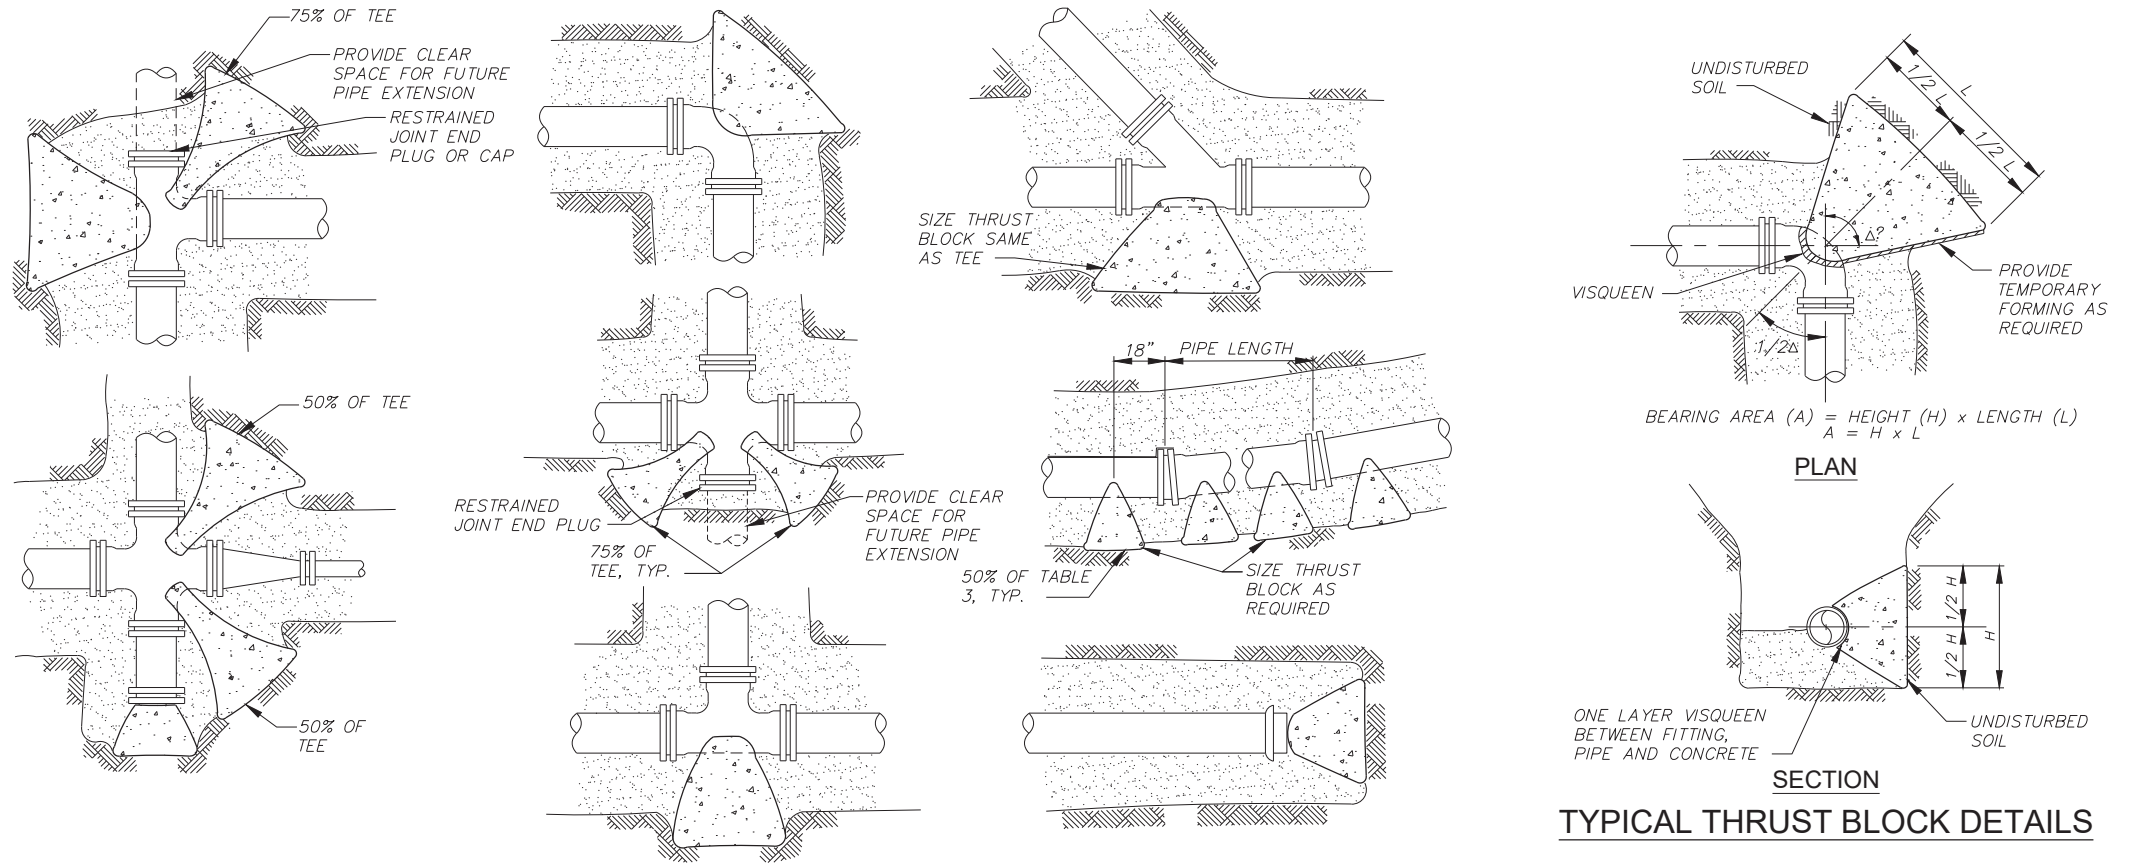 75% OF TEE
PROVIDE CLEAR
SPACE FOR FUTURE
PIPE EXTENSION
RESTRAINED
JOINT END
PLUG OR CAP
50% OF TEE
50% OF
TEE
RESTRAINED
JOINT END PLUG
75% OF
TEE, TYP.
PROVIDE CLEAR
SPACE FOR
FUTURE PIPE
EXTENSION
SIZE THRUST
BLOCK SAME
AS TEE
18"
PIPE LENGTH
50% OF TABLE
3, TYP.
SIZE THRUST
BLOCK AS
REQUIRED
UNDISTURBED
SOIL
L
1/2 L
1/2 L
Δ?
VISQUEEN
1/2Δ
PROVIDE
TEMPORARY
FORMING AS
REQUIRED
BEARING AREA (A) = HEIGHT (H) x LENGTH (L)
A = H x L
PLAN
1/2 H
1/2 H
H
ONE LAYER VISQUEEN
BETWEEN FITTING,
PIPE AND CONCRETE
UNDISTURBED
SOIL
SECTION
TYPICAL THRUST BLOCK DETAILS